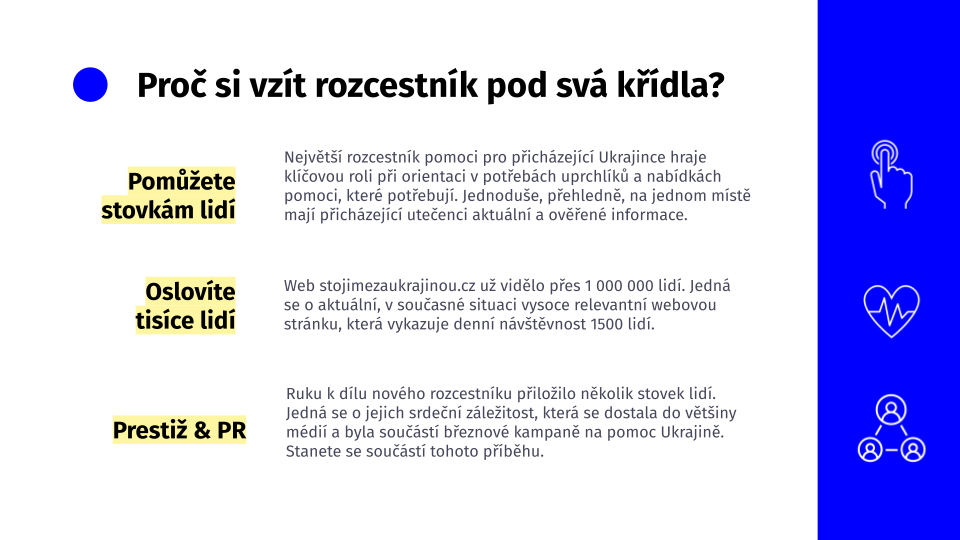 Proč si vzít rozcestník pod svá křídla?
Pomůžete
stovkám lidí
Největší rozcestník pomoci pro přicházející Ukrajince hraje
klíčovou roli při orientaci v potřebách uprchlíků a nabídkách
pomoci, které potřebují. Jednoduše, přehledně, na jednom místě
mají přicházející utečenci aktuální a ověřené informace.
Oslovíte
tisíce lidí
Web stojimezaukrajinou.cz už vidělo přes 1 000 000 lidí. Jedná
se o aktuální, v současné situaci vysoce relevantní webovou
stránku, která vykazuje denní návštěvnost 1500 lidí.
Prestiž & PR
Ruku k dílu nového rozcestníku přiložilo několik stovek lidí.
Jedná se o jejich srdeční záležitost, která se dostala do většiny
médií a byla součástí březnové kampaně na pomoc Ukrajině.
Stanete se součástí tohoto příběhu.